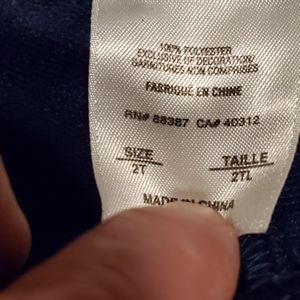 100% POLYESTER
EXCLUSIVE OF DECORATION/
GARNITURES NON COMPRISES
FABRIQUÉ EN CHINE
RN# 88387 CA# 40312
SIZE TAILLE
2T 2TL
MADE IN CHINA